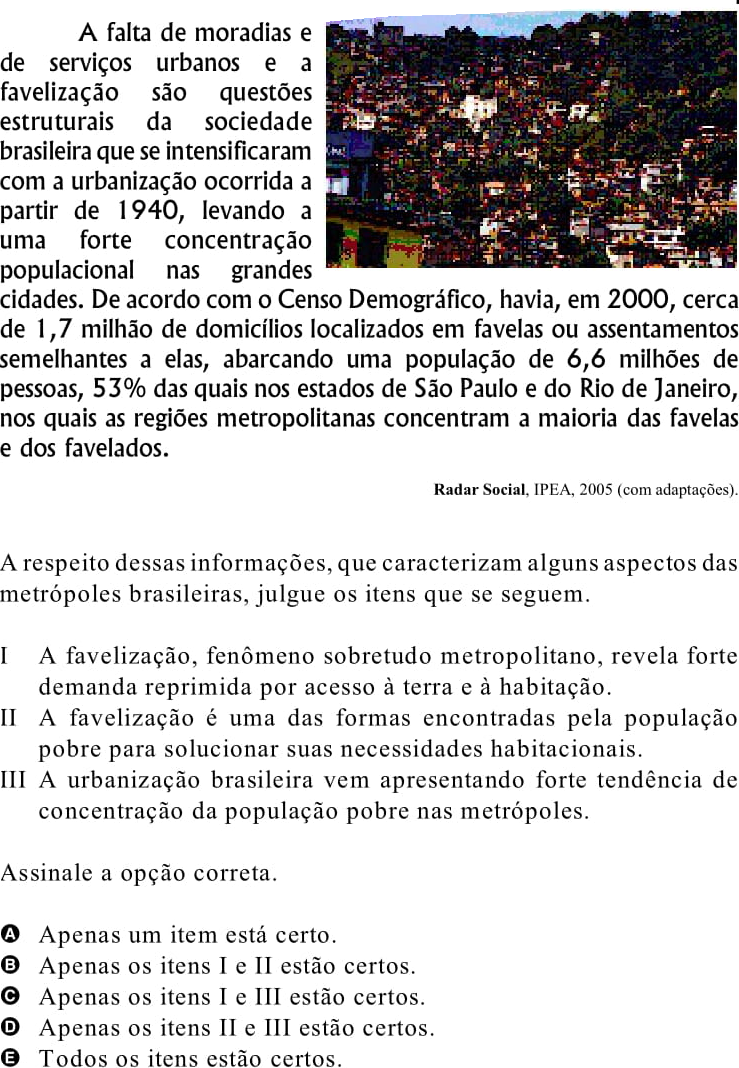 A falta de moradias e
de serviços urbanos e a
favelização são questões
estruturais da sociedade
brasileira que se intensificaram
com a urbanização ocorrida a
partir de 1940, levando a
uma forte concentração
populacional nas grandes
cidades. De acordo com o Censo Demográfico, havia, em 2000, cerca
de 1,7 milhão de domicílios localizados em favelas ou assentamentos
semelhantes a elas, abarcando uma população de 6,6 milhões de
pessoas, 53% das quais nos estados de São Paulo e do Rio de Janeiro,
nos quais as regiões metropolitanas concentram a maioria das favelas
e dos favelados.
Radar Social, IPEA, 2005 (com adaptações).
A respeito dessas informações, que caracterizam alguns aspectos das
metrópoles brasileiras, julgue os itens que se seguem.
I A favelização, fenômeno sobretudo metropolitano, revela forte
demanda reprimida por acesso à terra e à habitação.
II A favelização é uma das formas encontradas pela população
pobre para solucionar suas necessidades habitacionais.
III A urbanização brasileira vem apresentando forte tendência de
concentração da população pobre nas metrópoles.
Assinale a opção correta.
A Apenas um item está certo.
B Apenas os itens I e II estão certos.
C Apenas os itens I e III estão certos.
D Apenas os itens II e III estão certos.
E Todos os itens estão certos.